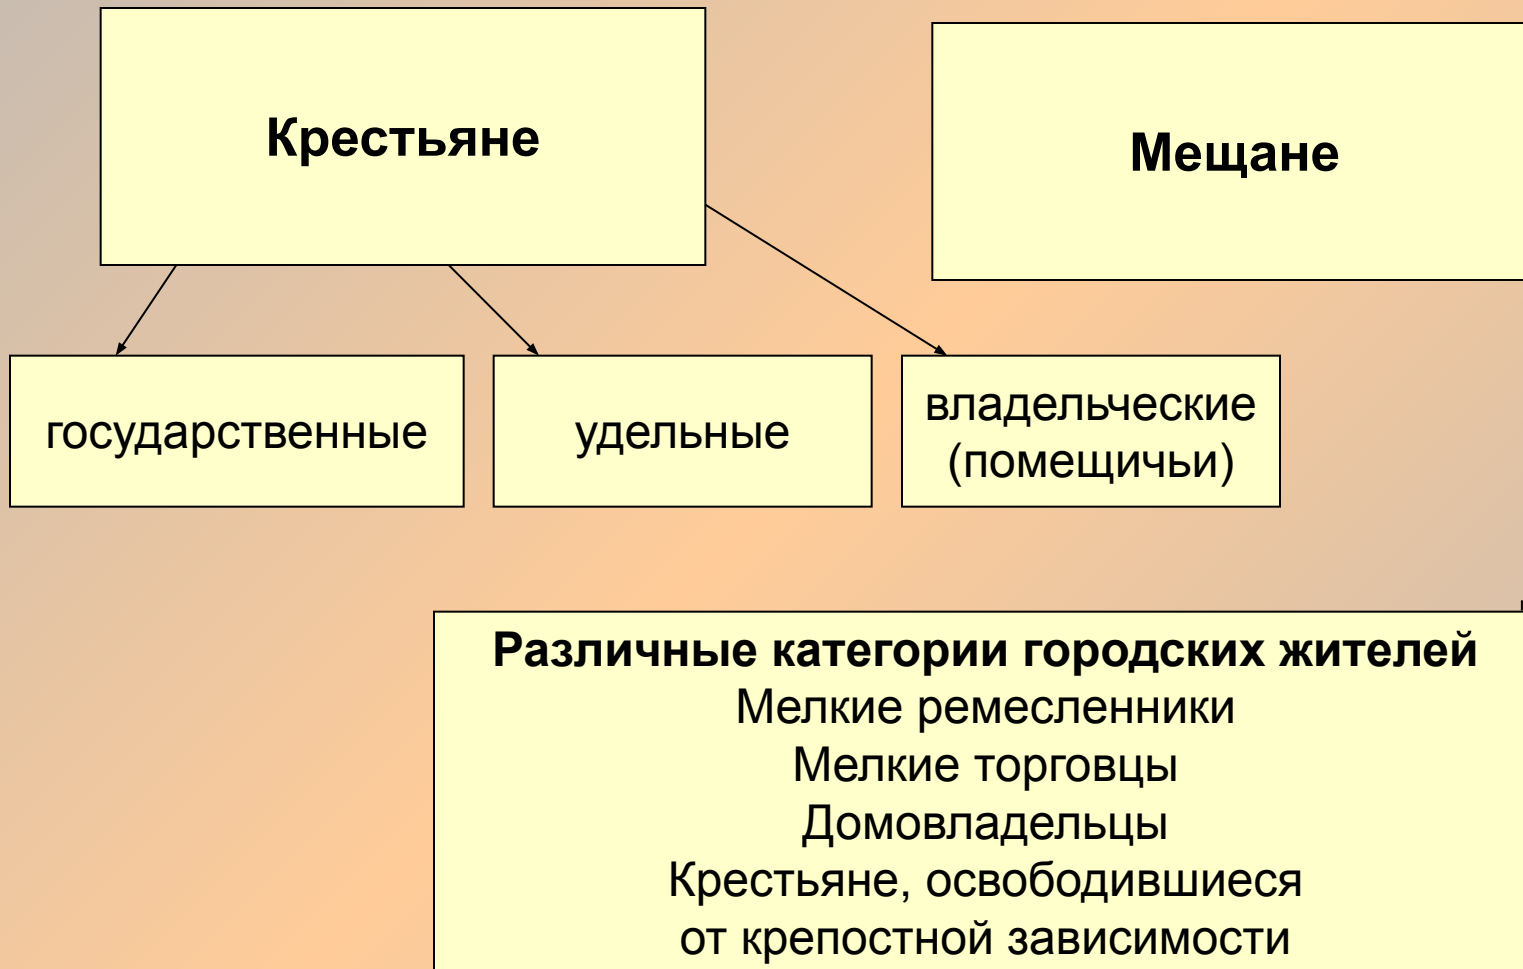 Крестьяне
Мещане
государственные
удельные
владельческие
(помещичьи)
Различные категории городских жителей
Мелкие ремесленники
Мелкие торговцы
Домовладельцы
Крестьяне, освободившиеся
от крепостной зависимости